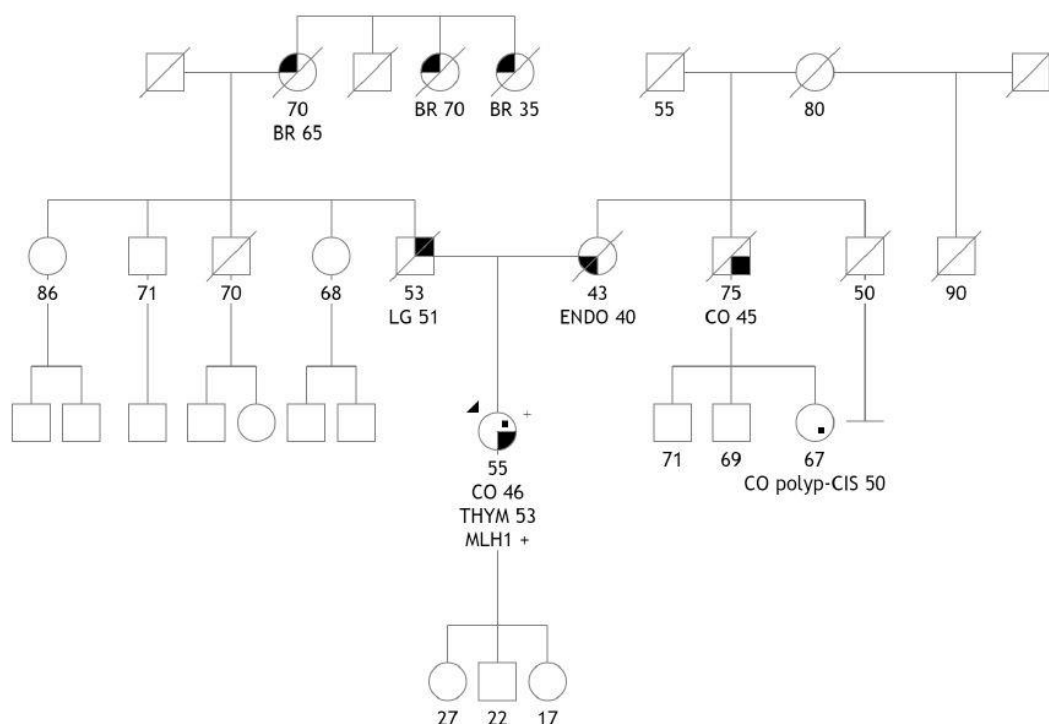 70
BR 65
BR 70
BR 35
55
80
86
71
70
68
53
LG 51
43
ENDO 40
75
CO 45
50
90
+
55
CO 46
THYM 53
MLH1 +
71
69
67
CO polyp-CIS 50
27
22
17